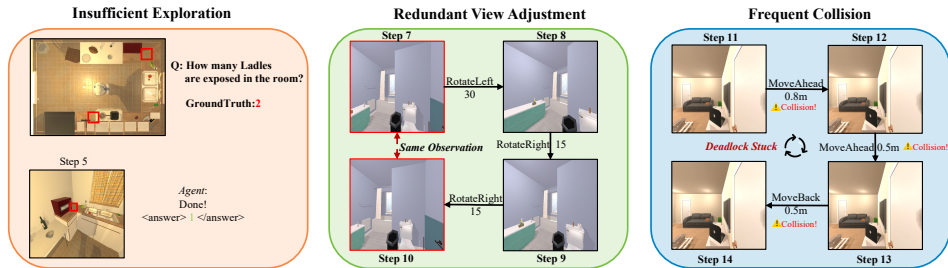 Insufficient Exploration
Q: How many Ladles
are exposed in the room?
GroundTruth:2
Step 5
Agent:
Done!
<answer> 1 </answer>
Redundant View Adjustment
Step 7
Step 8
RotateLeft
30
Same Observation
RotateRight 15
RotateRight
15
Step 10
Step 9
Frequent Collision
Step 11
Step 12
MoveAhead
0.8m
Collision!
Deadlock Stuck
MoveAhead 0.5m Collision!
MoveBack
0.5m
Collision!
Step 14
Step 13